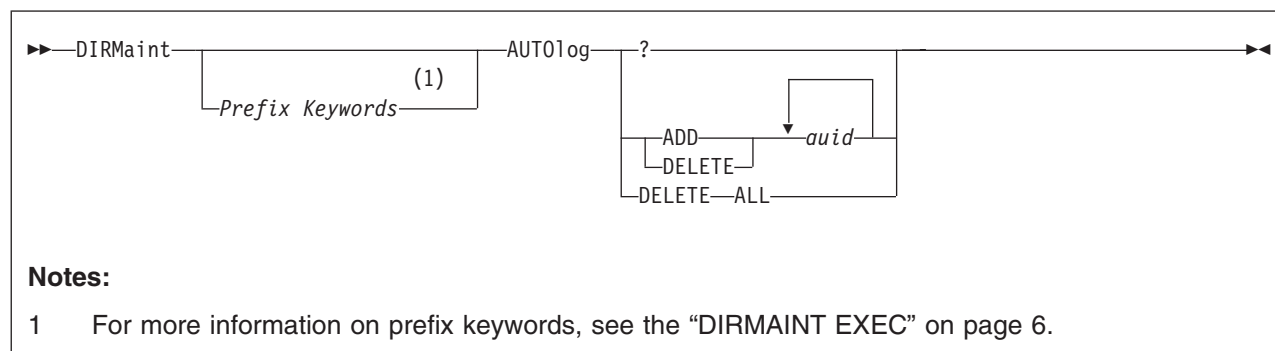 DIRMaint AUTOlog ?
(1)
Prefix Keywords
ADD auid
DELETE
DELETE ALL
Notes:
1 For more information on prefix keywords, see the “DIRMAINT EXEC” on page 6.